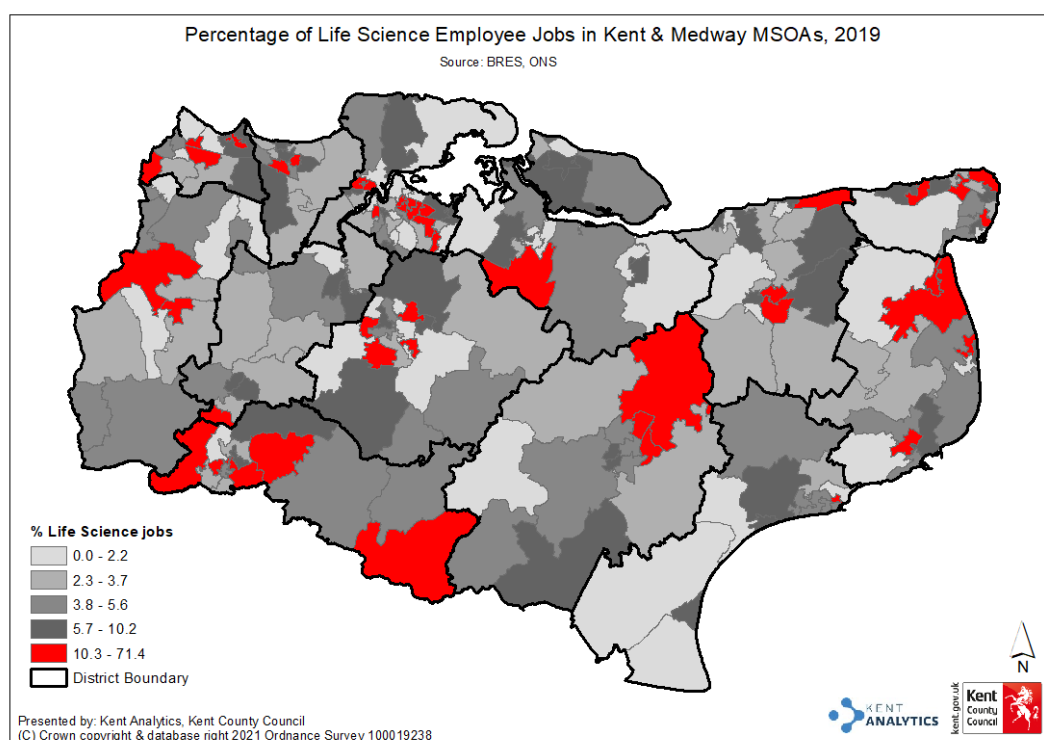 Percentage of Life Science Employee Jobs in Kent & Medway MSOAs, 2019
Source: BRES, ONS
% Life Science jobs
0.0 - 2.2
2.3 - 3.7
3.8 - 5.6
5.7 - 10.2
10.3 - 71.4
District Boundary
N
Presented by: Kent Analytics, Kent County Council
(C) Crown copyright & database right 2021 Ordnance Survey 100019238
KENT
ANALYTICS
kent.gov.uk
Kent
County
Council